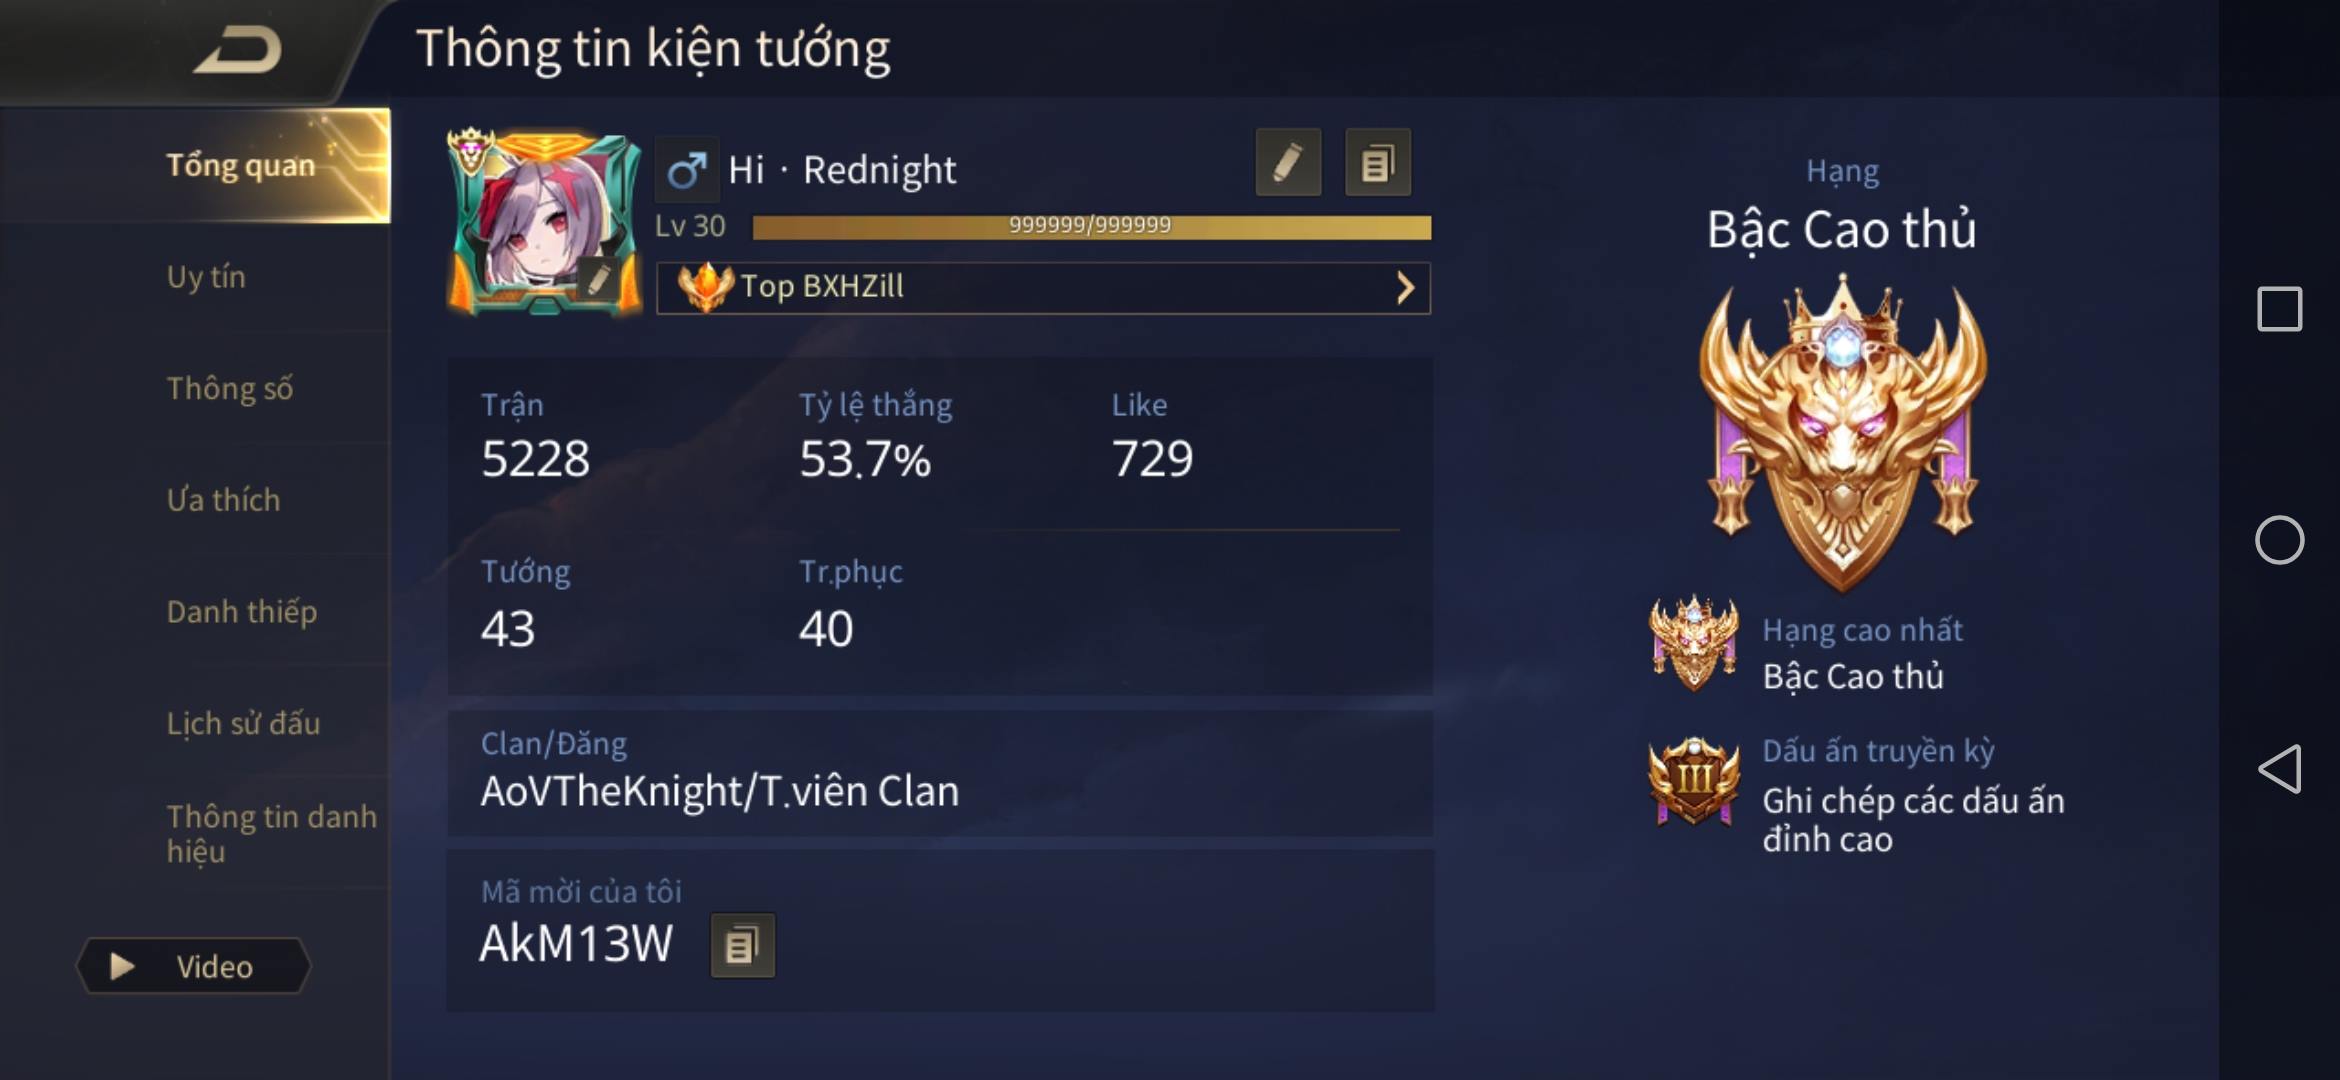 Thông tin kiện tướng
Tổng quan
Uy tín
Thông số
Ưa thích
Danh thiếp
Lịch sử đấu
Thông tin danh
hiệu
Video
Hi · Rednight
Lv 30
999999/999999
Top BXHZill
Trận
Tỷ lệ thắng
Like
5228
53.7%
729
Tướng
Tr.phục
43
40
Clan/Đăng
AoVTheKnight/T.viên Clan
Mã mời của tôi
AkM13W
Hạng
Bậc Cao thủ
Hạng cao nhất
Bậc Cao thủ
III
Dấu ấn truyền kỳ
Ghi chép các dấu ấn
đỉnh cao